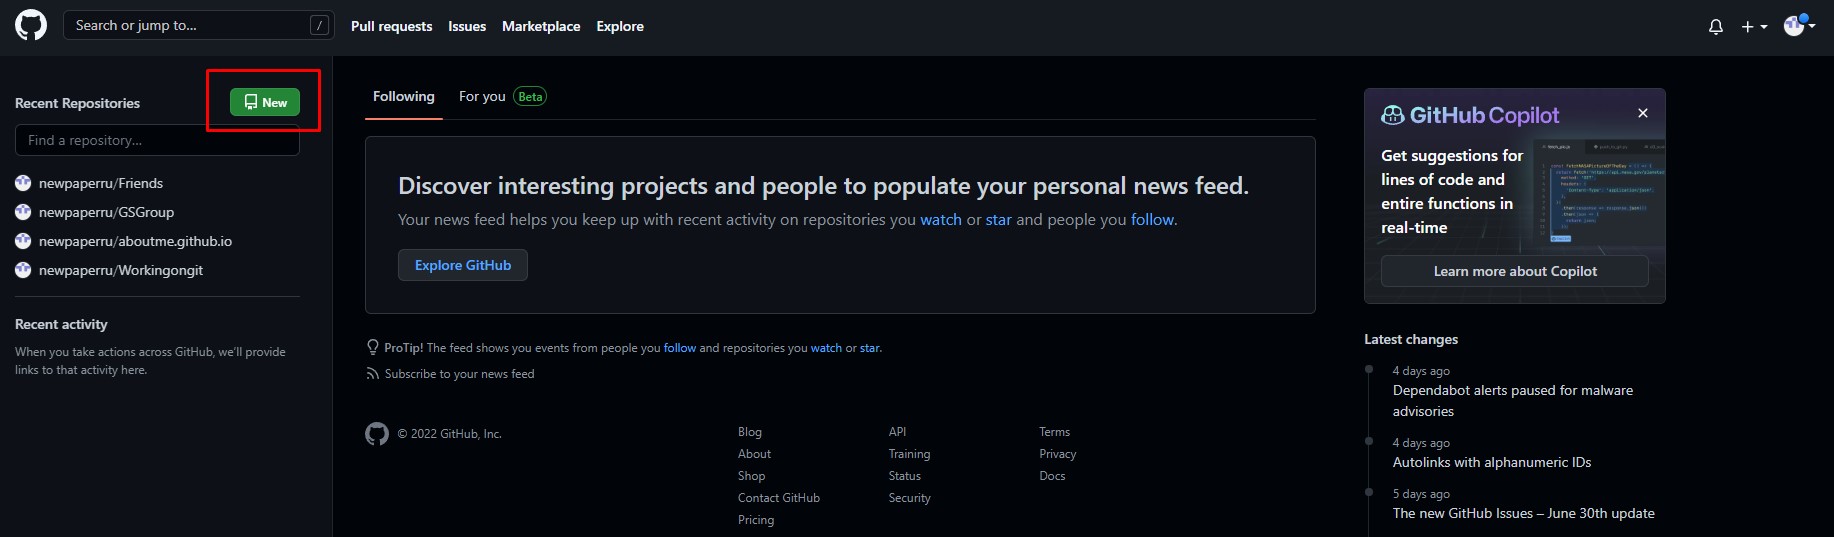 Search or jump to... / Pull requests Issues Marketplace Explore
Recent Repositories New
Find a repository...
newpaperru/Friends
newpaperru/GSGroup
newpaperru/aboutme.github.io
newpaperru/Workingongit
Recent activity
When you take actions across GitHub, we'll provide
links to that activity here.
Following For you Beta
Discover interesting projects and people to populate your personal news feed.
Your news feed helps you keep up with recent activity on repositories you watch or star and people you follow.
Explore GitHub
ProTip! The feed shows you events from people you follow and repositories you watch or star.
Subscribe to your news feed
© 2022 GitHub, Inc.
Blog
About
Shop
Contact GitHub
Pricing
API
Training
Status
Security
Terms
Privacy
Docs
GitHub Copilot
Get suggestions for
lines of code and
entire functions in
real-time
Learn more about Copilot
Latest changes
4 days ago
Dependabot alerts paused for malware
advisories
4 days ago
Autolinks with alphanumeric IDs
5 days ago
The new GitHub Issues – June 30th update